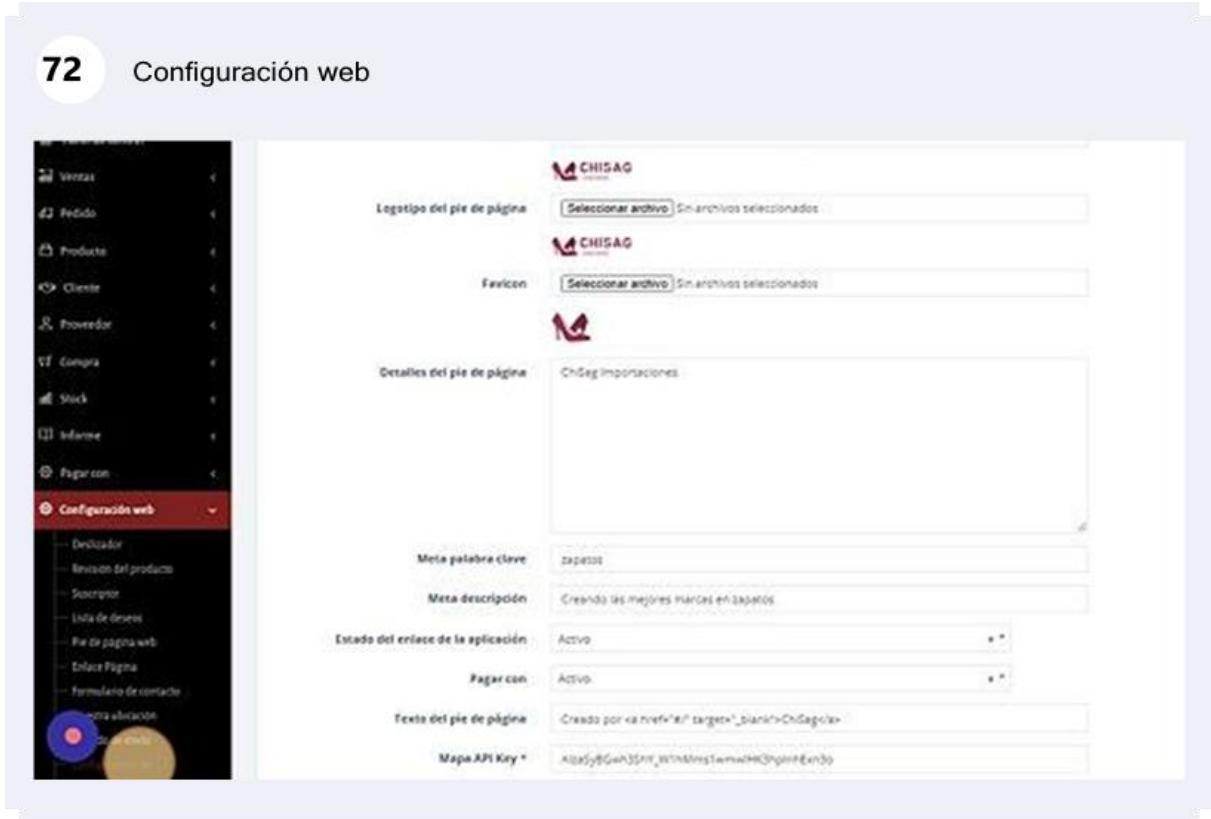 72 Configuración web
Ventas
Pedido
Producto
Cliente
Proveedor
Compra
Stock
Informe
Pagar con
Configuración web
Deslizador
Revisión del producto
Suscriptor
Lista de deseos
Pie de pagina web
Enlace Página
Formulario de contacto
ubicación
CHISAG
Logotipo del pie de página Seleccionar archivo Sin archivos seleccionados
CHISAG
Favicon Seleccionar archivo Sin archivos seleccionados
Detalles del pie de página ChiSag Importaciones
Meta palabra clave zapatos
Meta descripción Creando las mejores marcas en zapatos
Estado del enlace de la aplicación Activo
Pagar con Activo
Texto del pie de página Creado por <a href="#/" target="_blank">ChiSag</a>
Mapa API Key *